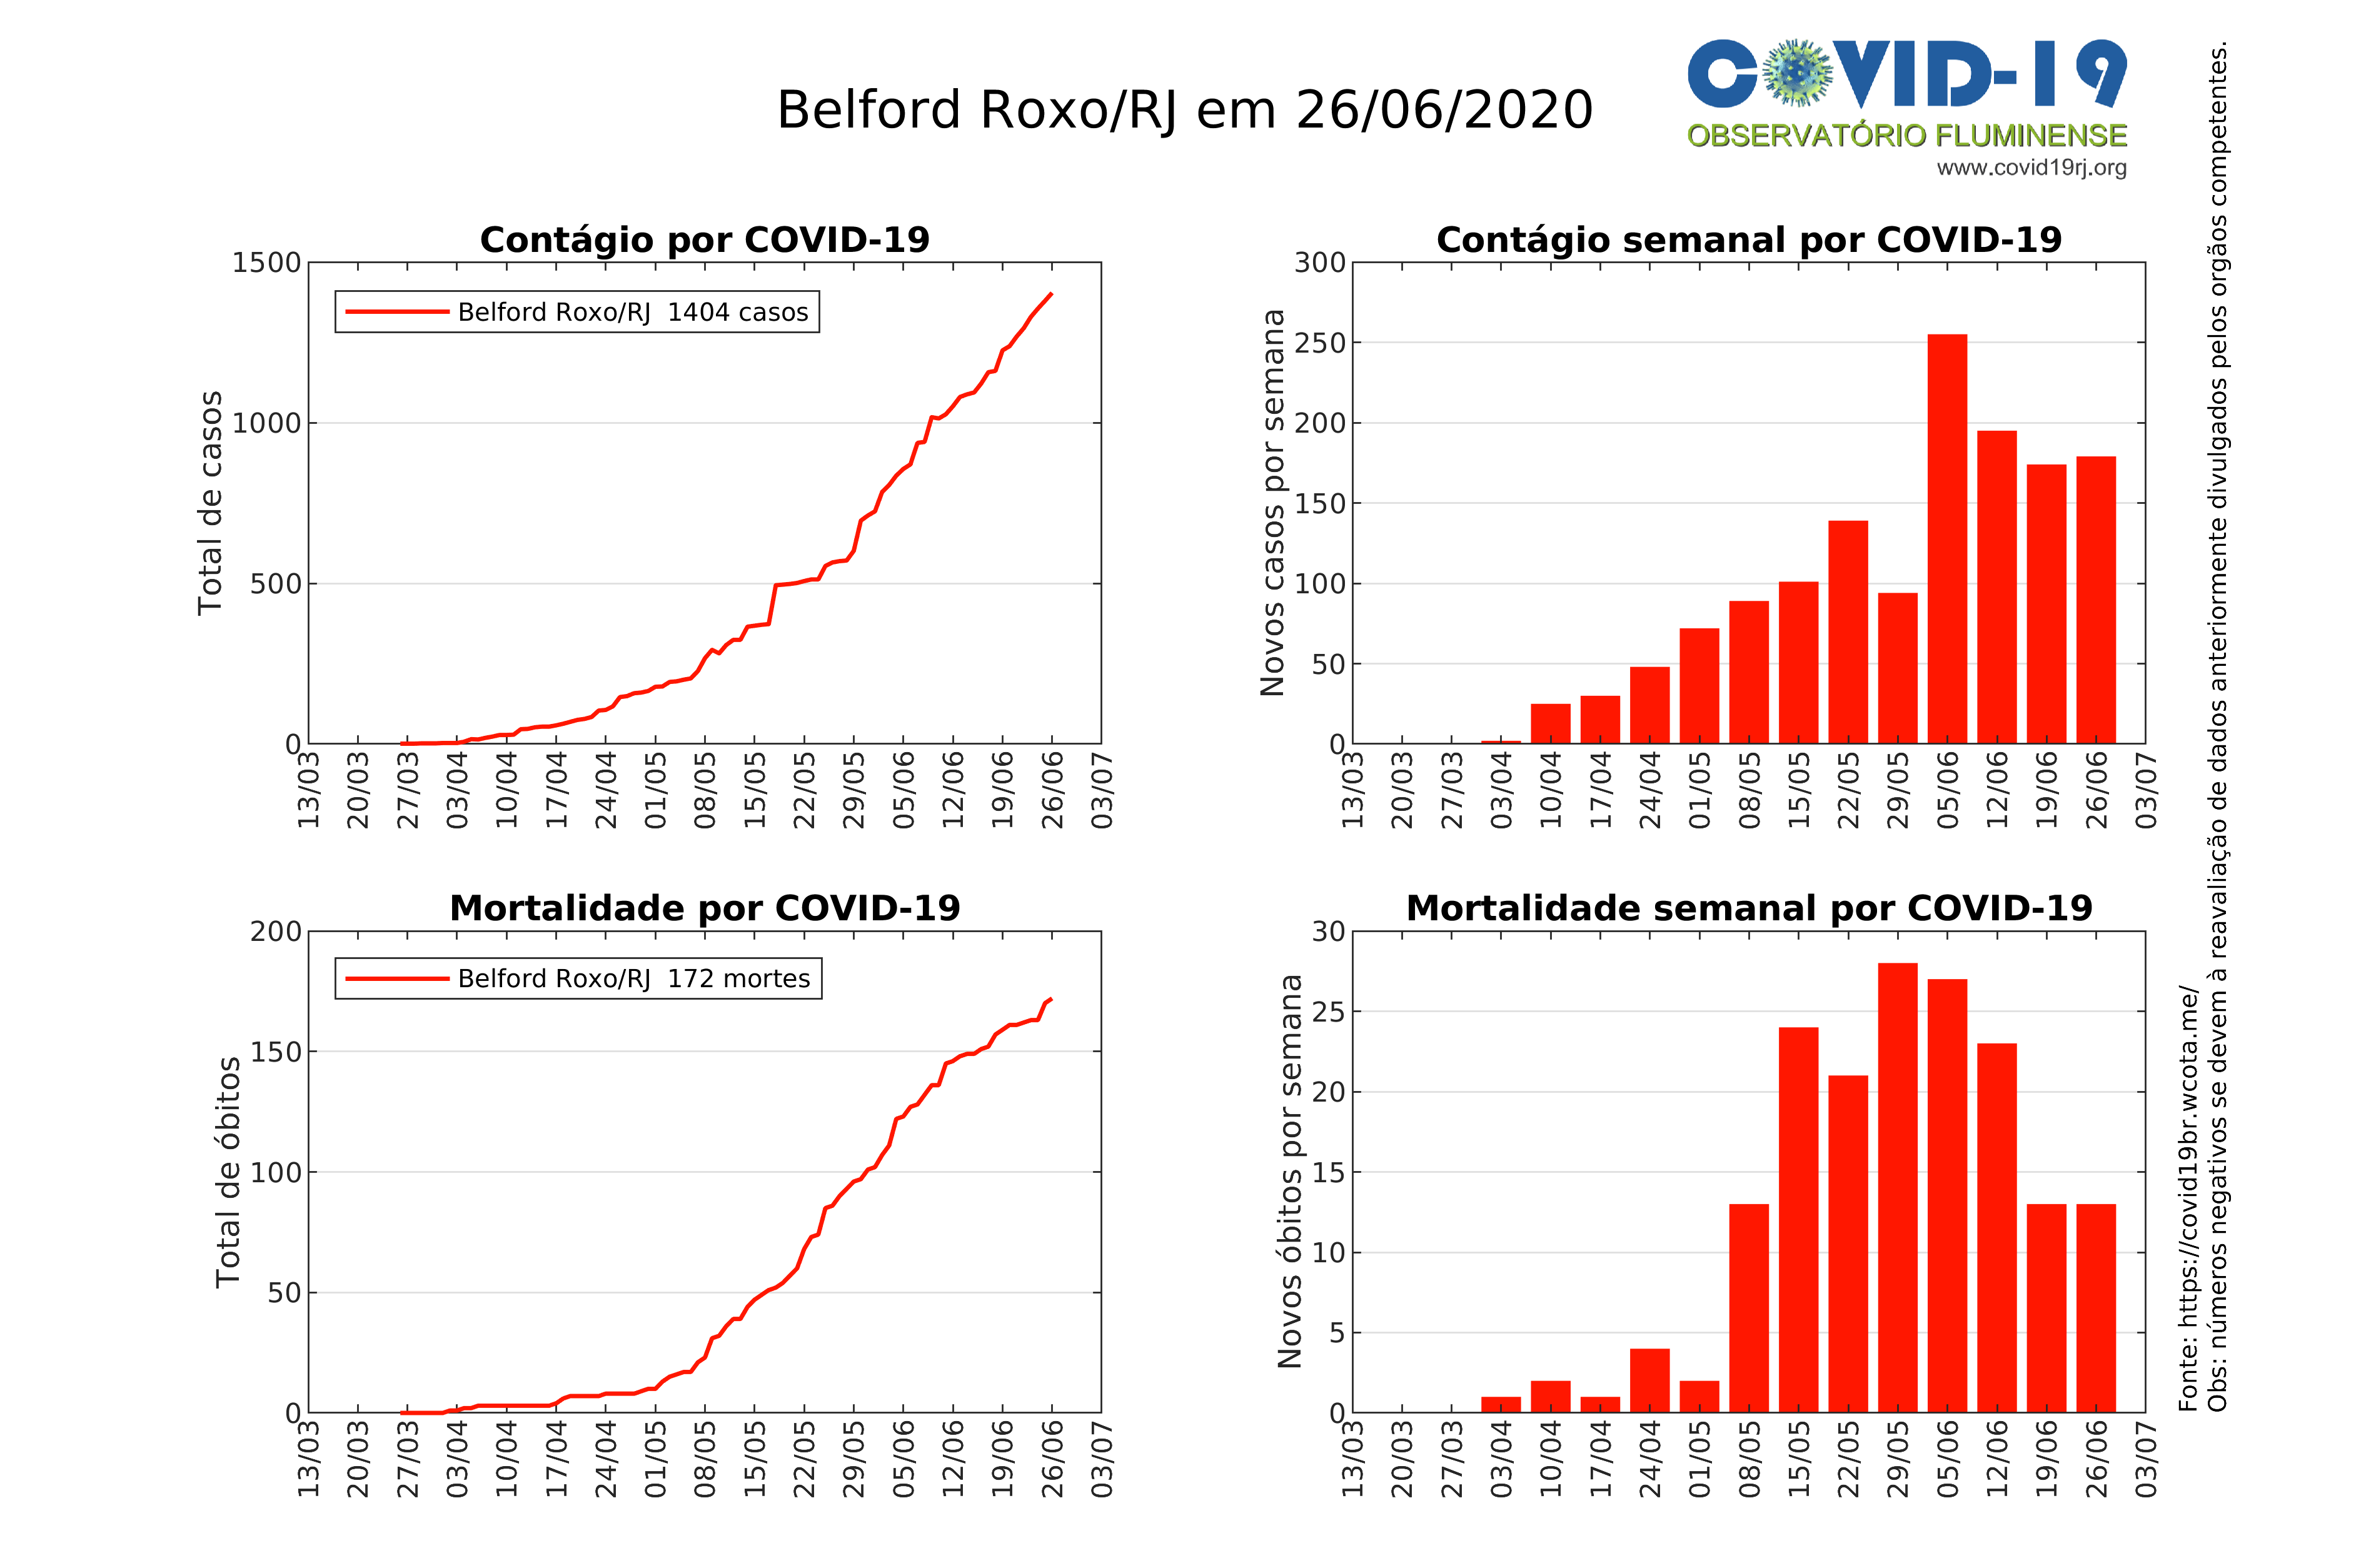 COVID-19
OBSERVATÓRIO FLUMINENSE
www.covid19rj.org
Belford Roxo/RJ em 26/06/2020
Contágio por COVID-19
Total de casos
1500
1000
500
0
Belford Roxo/RJ 1404 casos
13/03 20/03 27/03 03/04 10/04 17/04 24/04 01/05 08/05 15/05 22/05 29/05 05/06 12/06 19/06 26/06 03/07
Contágio semanal por COVID-19
Novos casos por semana
300
250
200
150
100
50
0
13/03 20/03 27/03 03/04 10/04 17/04 24/04 01/05 08/05 15/05 22/05 29/05 05/06 12/06 19/06 26/06 03/07
Mortalidade por COVID-19
Total de óbitos
200
150
100
50
0
Belford Roxo/RJ 172 mortes
13/03 20/03 27/03 03/04 10/04 17/04 24/04 01/05 08/05 15/05 22/05 29/05 05/06 12/06 19/06 26/06 03/07
Mortalidade semanal por COVID-19
Novos óbitos por semana
30
25
20
15
10
5
0
13/03 20/03 27/03 03/04 10/04 17/04 24/04 01/05 08/05 15/05 22/05 29/05 05/06 12/06 19/06 26/06 03/07
Fonte: https://covid19br.wcota.me/
Obs: números negativos se devem à reavaliação de dados anteriormente divulgados pelos orgãos competentes.